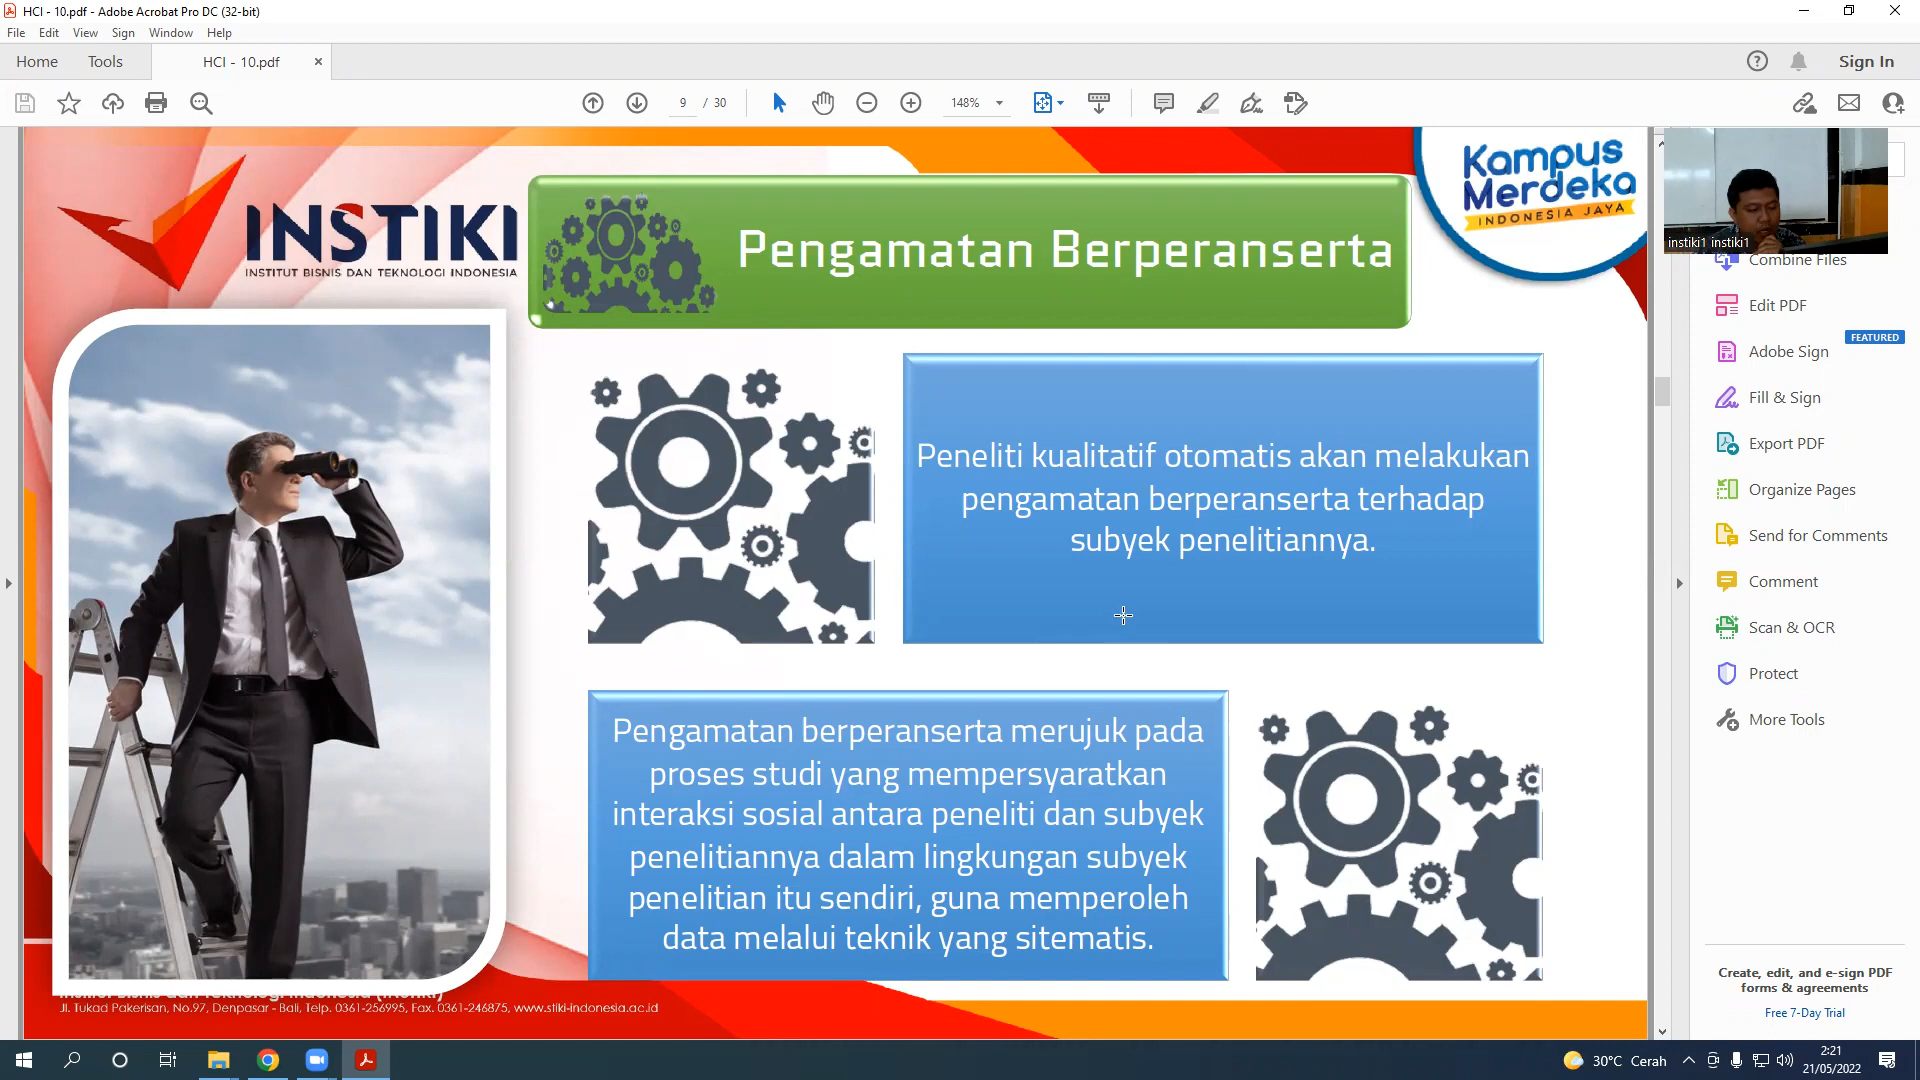 HCI - 10.pdf - Adobe Acrobat Pro DC (32-bit)
File Edit View Sign Window Help
Home Tools HCI - 10.pdf Sign In
9 / 30 148%
INSTIKI
INSTITUT BISNIS DAN TEKNOLOGI INDONESIA
Pengamatan Berperanserta
Kampus
Merdeka
INDONESIA JAYA
instiki1 instiki1
Peneliti kualitatif otomatis akan melakukan
pengamatan berperanserta terhadap
subyek penelitiannya.
Pengamatan berperanserta merujuk pada
proses studi yang mempersyaratkan
interaksi sosial antara peneliti dan subyek
penelitiannya dalam lingkungan subyek
penelitian itu sendiri, guna memperoleh
data melalui teknik yang sitematis.
Jl. Tukad Pakerisan, No.97, Denpasar - Bali, Telp. 0361-256995, Fax. 0361-246875, www.stiki-indonesia.ac.id
Combine Files
Edit PDF
FEATURED
Adobe Sign
Fill & Sign
Export PDF
Organize Pages
Send for Comments
Comment
Scan & OCR
Protect
More Tools
Create, edit, and e-sign PDF
forms & agreements
Free 7-Day Trial
30°C Cerah
2:21
21/05/2022